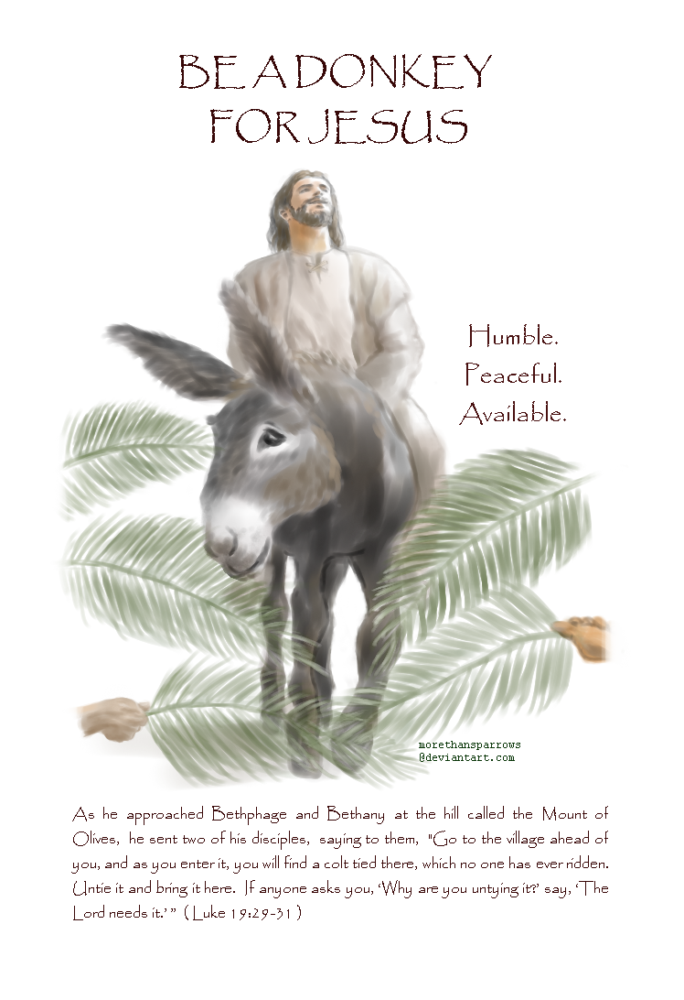 BE A DONKEY
FOR JESUS
Humble.
Peaceful.
Available.
morethansparrows
@deviantart.com
As he approached Bethphage and Bethany at the hill called the Mount of
Olives, he sent two of his disciples, saying to them, "Go to the village ahead of
you, and as you enter it, you will find a colt tied there, which no one has ever ridden.
Untie it and bring it here. If anyone asks you, ‘Why are you untying it?’ say, ‘The
Lord needs it.’ ” ( Luke 19:29-31 )